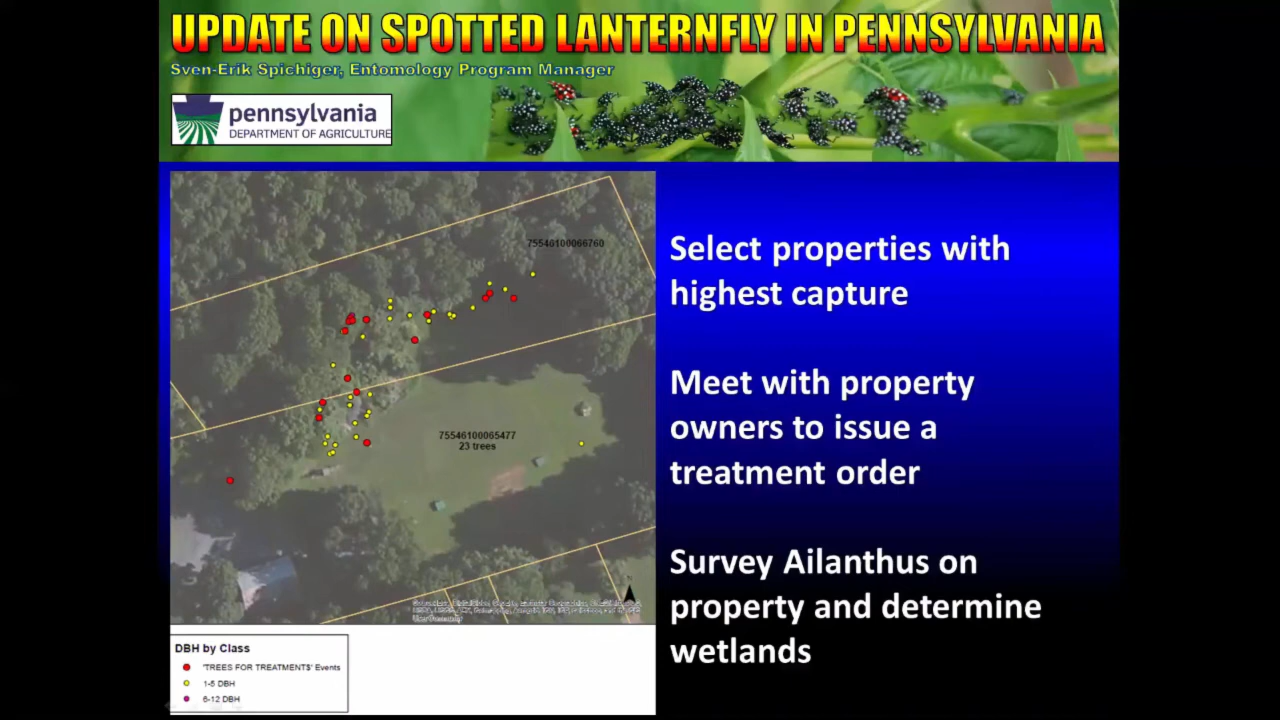 UPDATE ON SPOTTED LANTERNFLY IN PENNSYLVANIA
Sven-Erik Spichiger, Entomology Program Manager
pennsylvania
DEPARTMENT OF AGRICULTURE
75546100066760
75546100065477
23 trees
DBH by Class
'TREES FOR TREATMENT$' Events
1-5 DBH
6-12 DBH
Select properties with
highest capture
Meet with property
owners to issue a
treatment order
Survey Ailanthus on
property and determine
wetlands